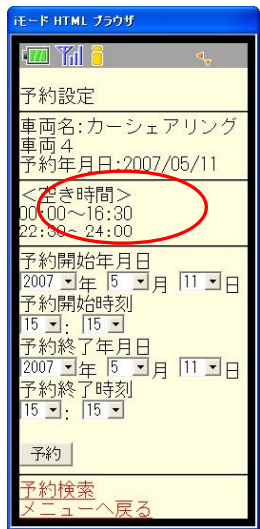 iモード HTML ブラウザ
予約設定
車両名:カーシェアリング
車両4
予約年月日:2007/05/11
<空き時間>
00:00～16:30
22:30～24:00
予約開始年月日
2007 年 5 月 11 日
予約開始時刻
15 : 15
予約終了年月日
2007 年 5 月 11 日
予約終了時刻
15 : 15
予約
予約検索
メニューへ戻る